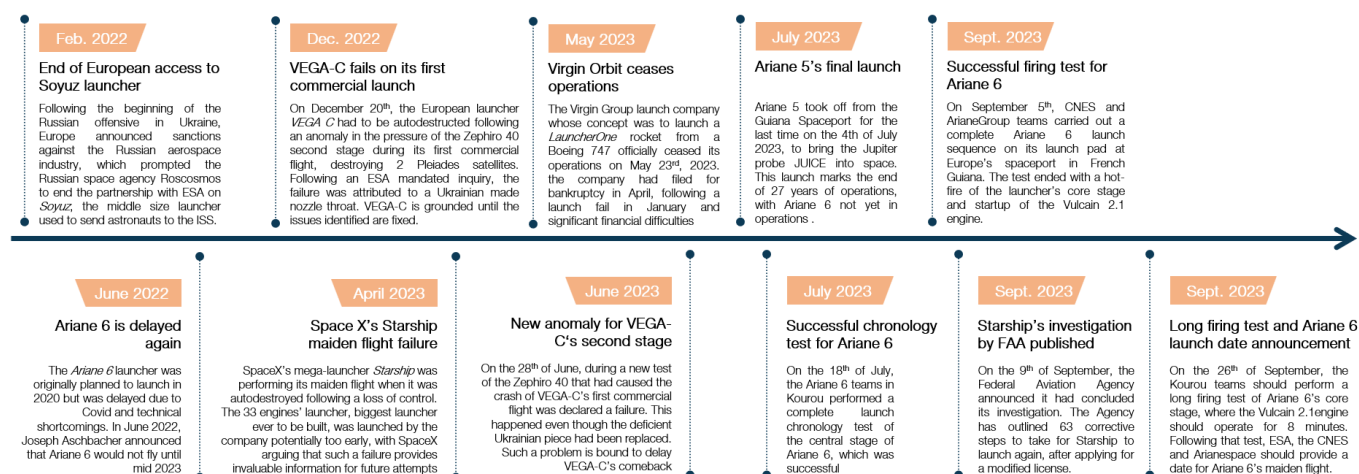 Feb. 2022
End of European access to
Soyuz launcher
Following the beginning of the
Russian offensive in Ukraine,
Europe announced sanctions
against the Russian aerospace
industry, which prompted the
Russian space agency Roscosmos
to end the partnership with ESA on
Soyuz, the middle size launcher
used to send astronauts to the ISS.
Dec. 2022
VEGA-C fails on its first
commercial launch
On December 20th, the European launcher
VEGA C had to be autodestructed following
an anomaly in the pressure of the Zephiro 40
second stage during its first commercial
flight, destroying 2 Pleiades satellites.
Following an ESA mandated inquiry, the
failure was attributed to a Ukrainian made
nozzle throat. VEGA-C is grounded until the
issues identified are fixed.
May 2023
Virgin Orbit ceases
operations
The Virgin Group launch company
whose concept was to launch a
LauncherOne rocket from a
Boeing 747 officially ceased its
operations on May 23rd, 2023.
the company had filed for
bankruptcy in April, following a
launch fail in January and
significant financial difficulties
July 2023
Ariane 5's final launch
Ariane 5 took off from the
Guiana Spaceport for the
last time on the 4th of July
2023, to bring the Jupiter
probe JUICE into space.
This launch marks the end
of 27 years of operations,
with Ariane 6 not yet in
operations .
Sept. 2023
Successful firing test for
Ariane 6
On September 5th, CNES and
ArianeGroup teams carried out a
complete Ariane 6 launch
sequence on its launch pad at
Europe's spaceport in French
Guiana. The test ended with a hot-
fire of the launcher's core stage
and startup of the Vulcain 2.1
engine.
June 2022
Ariane 6 is delayed
again
The Ariane 6 launcher was
originally planned to launch in
2020 but was delayed due to
Covid and technical
shortcomings. In June 2022,
Joseph Aschbacher announced
that Ariane 6 would not fly until
mid 2023
April 2023
Space X's Starship
maiden flight failure
SpaceX's mega-launcher Starship was
performing its maiden flight when it was
autodestroyed following a loss of control.
The 33 engines' launcher, biggest launcher
ever to be built, was launched by the
company potentially too early, with SpaceX
arguing that such a failure provides
invaluable information for future attempts
June 2023
New anomaly for VEGA-
C's second stage
On the 28th of June, during a new test
of the Zephiro 40 that had caused the
crash of VEGA-C's first commercial
flight was declared a failure. This
happened even though the deficient
Ukrainian piece had been replaced.
Such a problem is bound to delay
VEGA-C's comeback
July 2023
Successful chronology
test for Ariane 6
On the 18th of July,
the Ariane 6 teams in
Kourou performed a
complete launch
chronology test of
the central stage of
Ariane 6, which was
successful
Sept. 2023
Starship's investigation
by FAA published
On the 9th of September, the
Federal Aviation Agency
announced it had concluded
its investigation. The Agency
has outlined 63 corrective
steps to take for Starship to
launch again, after applying for
a modified license.
Sept. 2023
Long firing test and Ariane 6
launch date announcement
On the 26th of September, the
Kourou teams should perform a
long firing test of Ariane 6's core
stage, where the Vulcain 2.1engine
should operate for 8 minutes.
Following that test, ESA, the CNES
and Arianespace should provide a
date for Ariane 6's maiden flight.